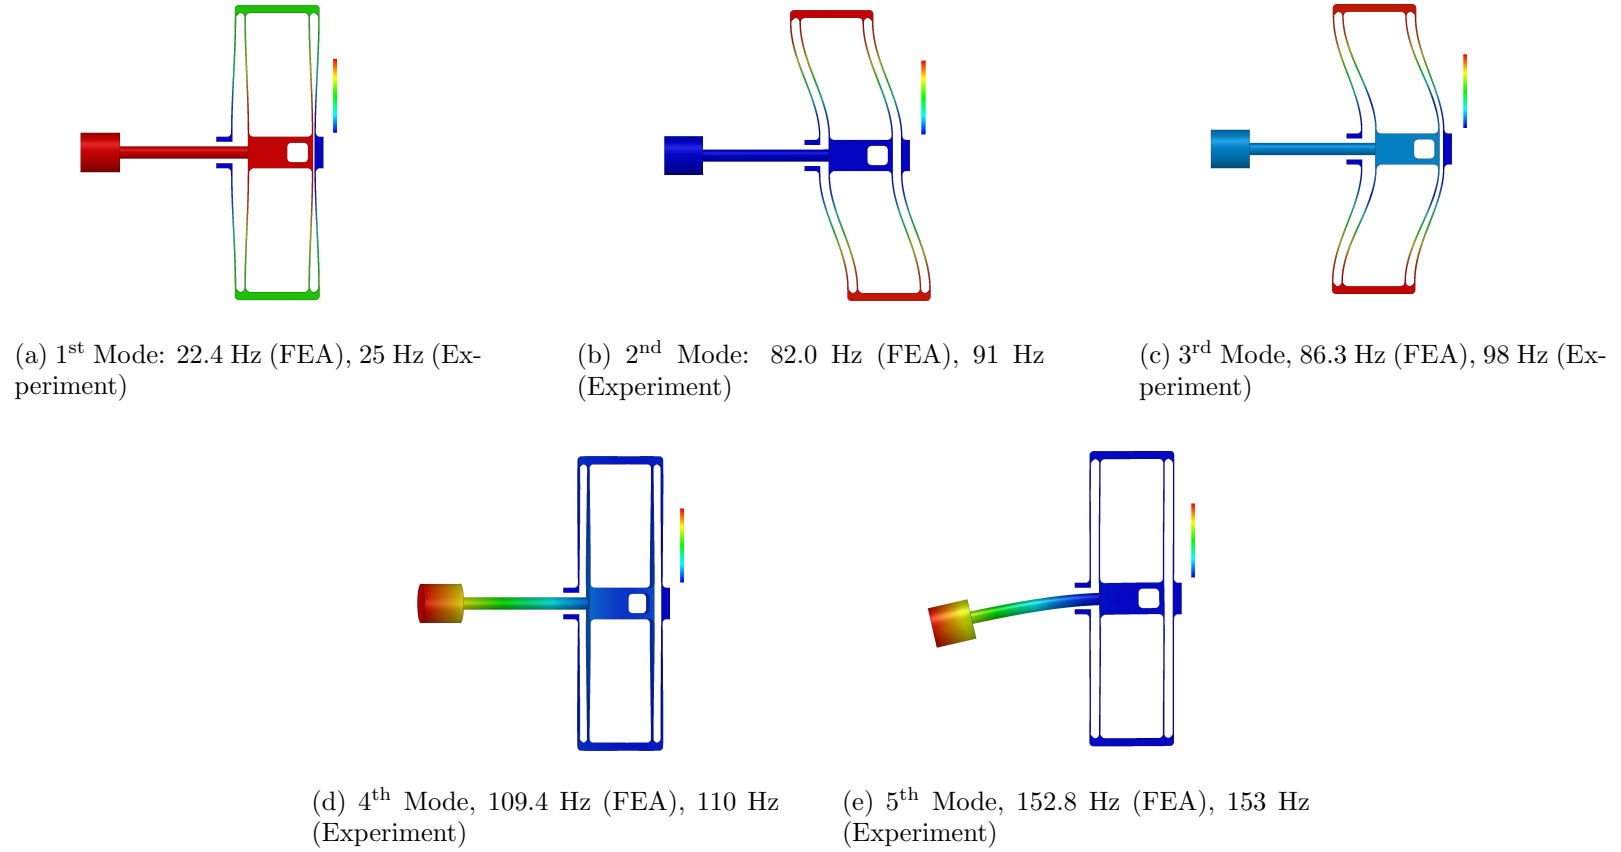 (a) 1st Mode: 22.4 Hz (FEA), 25 Hz (Ex-
periment)
(b) 2nd Mode: 82.0 Hz (FEA), 91 Hz
(Experiment)
(c) 3rd Mode, 86.3 Hz (FEA), 98 Hz (Ex-
periment)
(d) 4th Mode, 109.4 Hz (FEA), 110 Hz
(Experiment)
(e) 5th Mode, 152.8 Hz (FEA), 153 Hz
(Experiment)